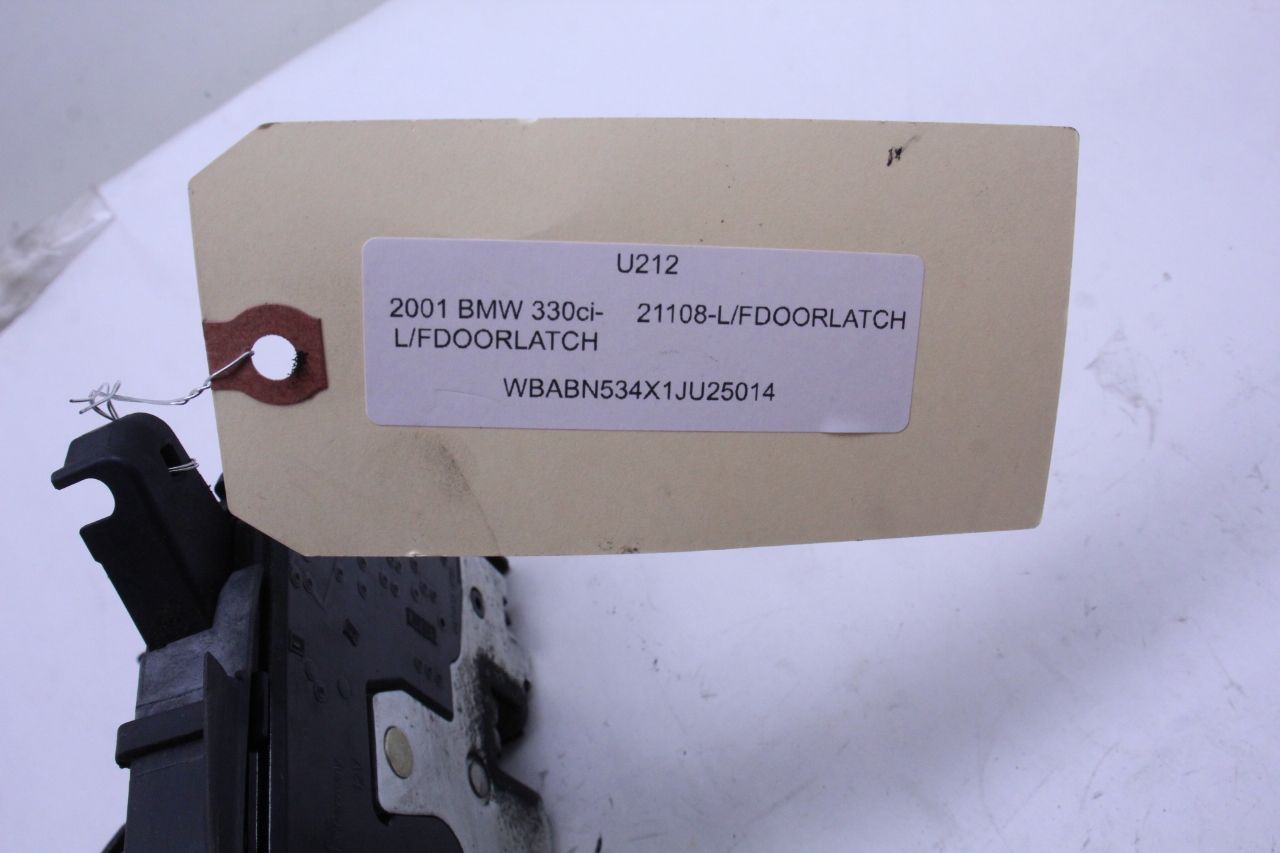 U212
2001 BMW 330ci- 21108-L/FDOORLATCH
L/FDOORLATCH
WBABN534X1JU25014